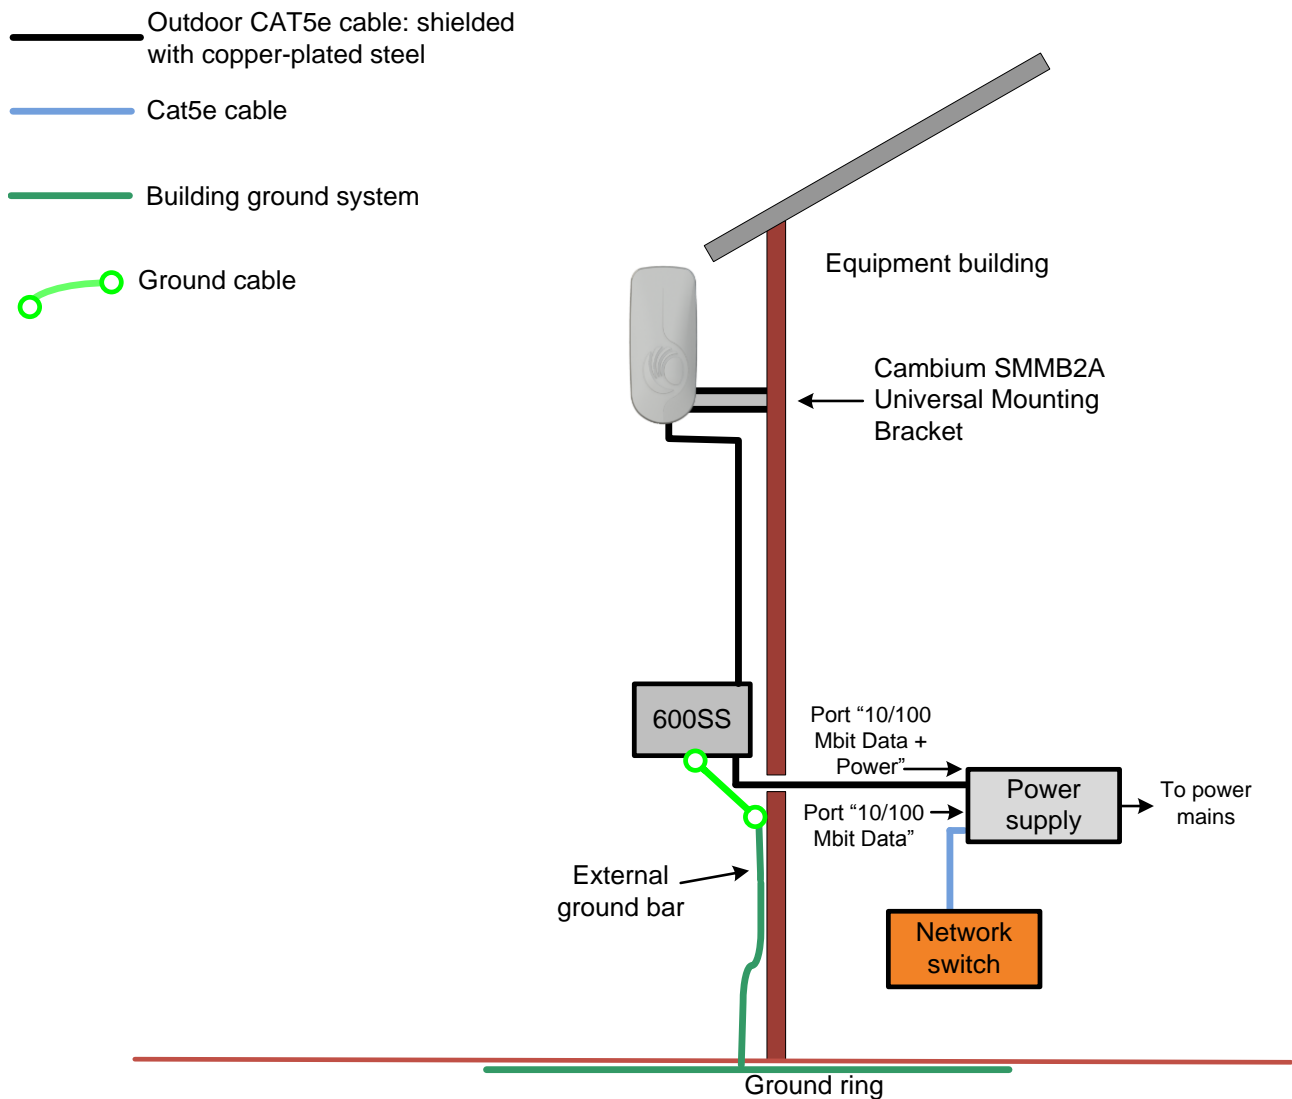 Outdoor CAT5e cable: shielded
with copper-plated steel
Cat5e cable
Building ground system
Ground cable
Equipment building
Cambium SMMB2A
Universal Mounting
Bracket
600SS
Port “10/100
Mbit Data +
Power”
Power
supply
To power
mains
Port “10/100
Mbit Data”
External
ground bar
Network
switch
Ground ring